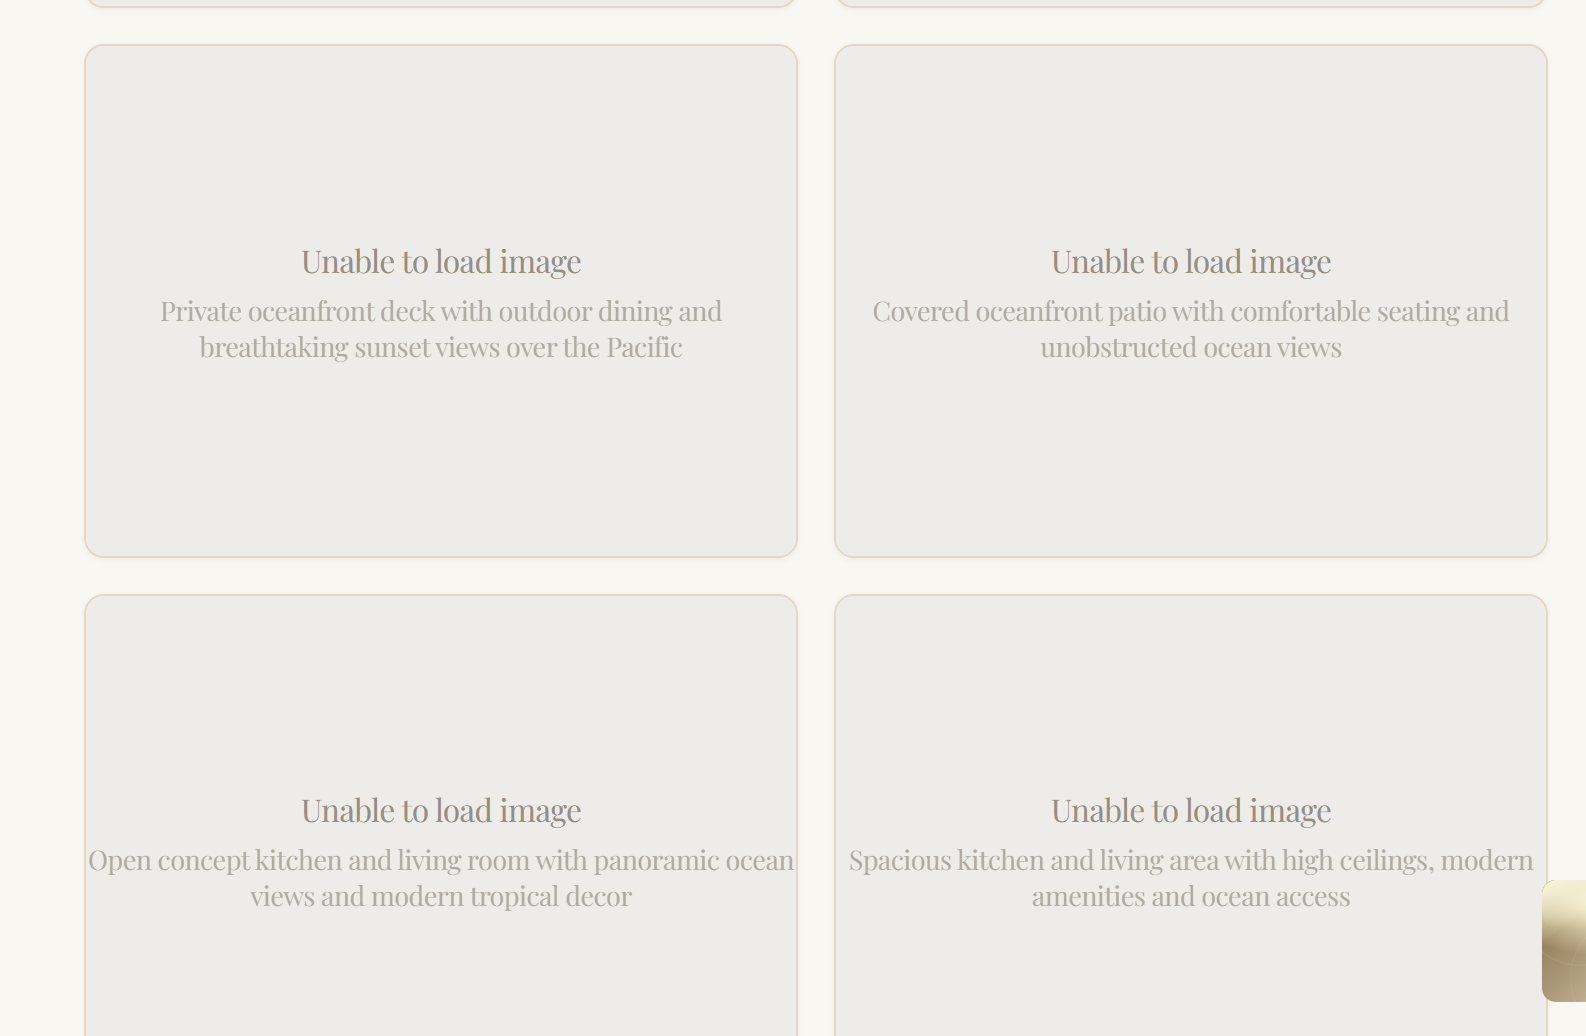 Unable to load image
Private oceanfront deck with outdoor dining and
breathtaking sunset views over the Pacific
Unable to load image
Covered oceanfront patio with comfortable seating and
unobstructed ocean views
Unable to load image
Open concept kitchen and living room with panoramic ocean
views and modern tropical decor
Unable to load image
Spacious kitchen and living area with high ceilings, modern
amenities and ocean access